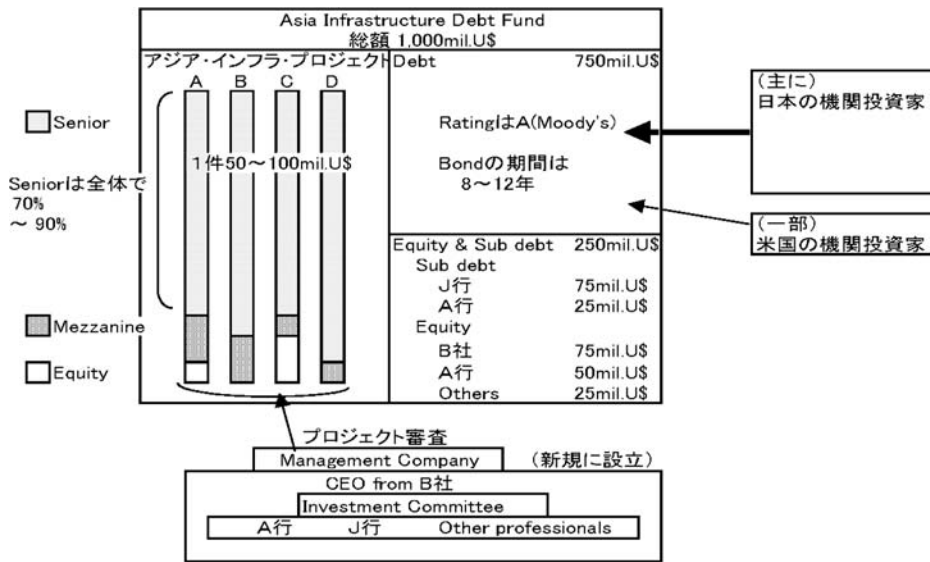 Asia Infrastructure Debt Fund
総額 1,000mil.U$
アジア・インフラ・プロジェクト
A B C D
Senior
1件50～100mil.U$
Seniorは全体で
70%
～ 90%
Mezzanine
Equity
Debt 750mil.U$
RatingはA(Moody's)
Bondの期間は
8～12年
Equity & Sub debt 250mil.U$
Sub debt
J行 75mil.U$
A行 25mil.U$
Equity
B社 75mil.U$
A行 50mil.U$
Others 25mil.U$
(主に)
日本の機関投資家
(一部)
米国の機関投資家
プロジェクト審査
Management Company (新規に設立)
CEO from B社
Investment Committee
A行 J行 Other professionals